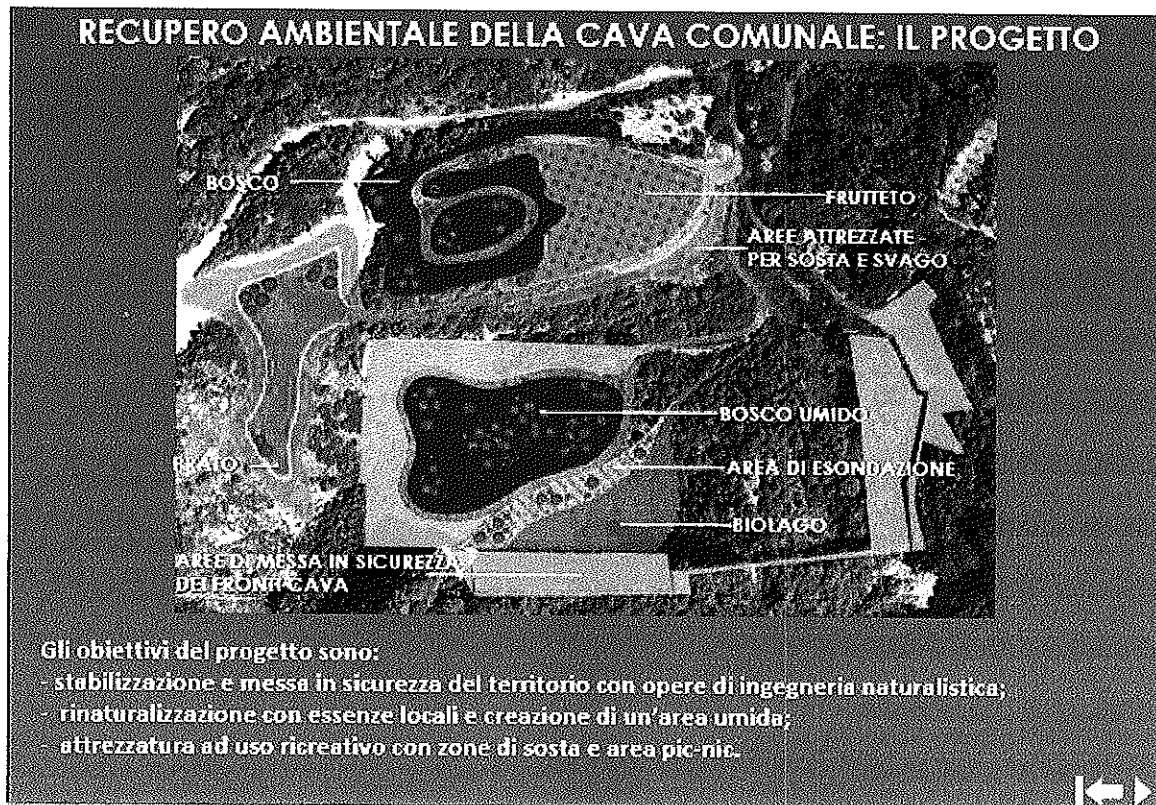 RECUPERO AMBIENTALE DELLA CAVA COMUNALE: IL PROGETTO
BOSCO
FRUTTETO
AREE ATTREZZATE
PER SOSTA E SVAGO
BOSCO UMIDO
PRATO
AREA DI ESONDAZIONE
BIOLAGO
AREE DI MESSA IN SICUREZZA
DEI FRONTI CAVA
Gli obiettivi del progetto sono:
- stabilizzazione e messa in sicurezza del territorio con opere di ingegneria naturalistica;
- rinaturalizzazione con essenze locali e creazione di un'area umida;
- attrezzatura ad uso ricreativo con zone di sosta e area pic-nic.